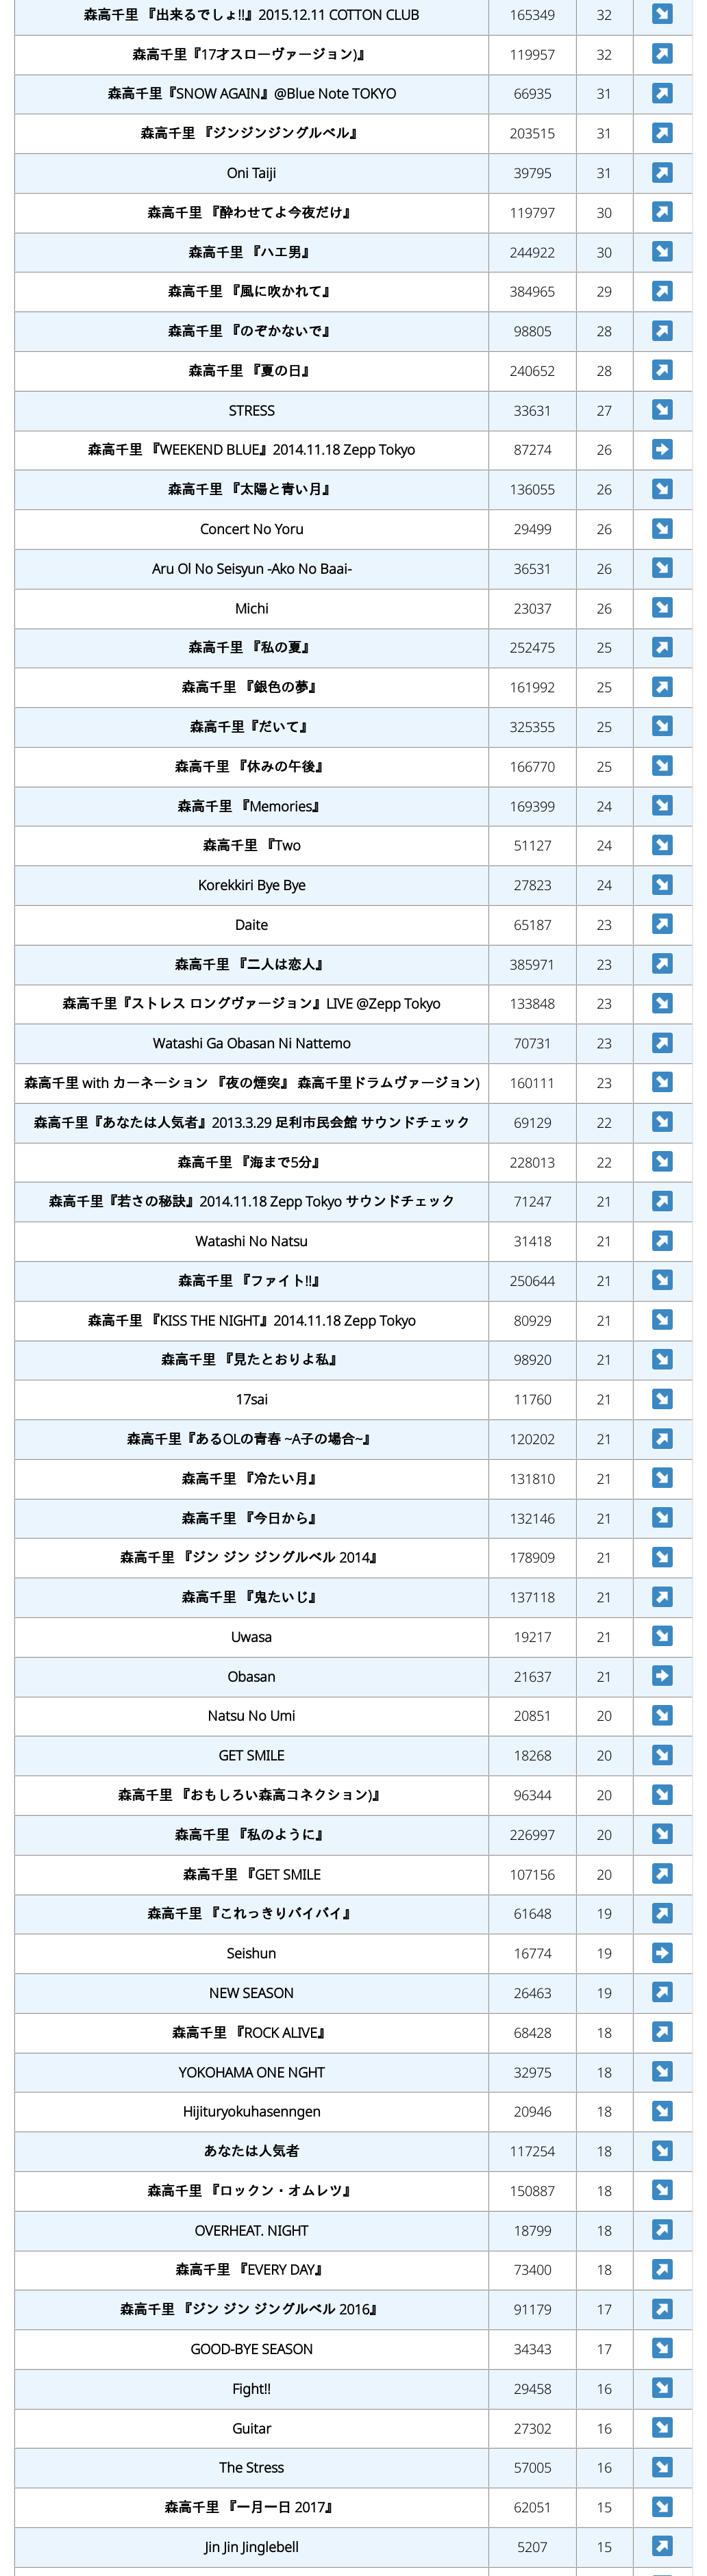 森高千里 『出来るでしょ!!』2015.12.11 COTTON CLUB 165349 32
森高千里『17才スローヴァージョン)』 119957 32
森高千里『SNOW AGAIN』@Blue Note TOKYO 66935 31
森高千里 『ジンジンジングルベル』 203515 31
Oni Taiji 39795 31
森高千里 『酔わせてよ今夜だけ』 119797 30
森高千里 『ハエ男』 244922 30
森高千里 『風に吹かれて』 384965 29
森高千里 『のぞかないで』 98805 28
森高千里 『夏の日』 240652 28
STRESS 33631 27
森高千里 『WEEKEND BLUE』2014.11.18 Zepp Tokyo 87274 26
森高千里 『太陽と青い月』 136055 26
Concert No Yoru 29499 26
Aru Ol No Seisyun -Ako No Baai- 36531 26
Michi 23037 26
森高千里 『私の夏』 252475 25
森高千里 『銀色の夢』 161992 25
森高千里『だいて』 325355 25
森高千里 『休みの午後』 166770 25
森高千里 『Memories』 169399 24
森高千里 『Two 51127 24
Korekkiri Bye Bye 27823 24
Daite 65187 23
森高千里 『二人は恋人』 385971 23
森高千里『ストレス ロングヴァージョン』LIVE @Zepp Tokyo 133848 23
Watashi Ga Obasan Ni Nattemo 70731 23
森高千里 with カーネーション 『夜の煙突』 森高千里ドラムヴァージョン) 160111 23
森高千里『あなたは人気者』2013.3.29 足利市民会館 サウンドチェック 69129 22
森高千里 『海まで5分』 228013 22
森高千里『若さの秘訣』2014.11.18 Zepp Tokyo サウンドチェック 71247 21
Watashi No Natsu 31418 21
森高千里 『ファイト!!』 250644 21
森高千里 『KISS THE NIGHT』2014.11.18 Zepp Tokyo 80929 21
森高千里 『見たとおりよ私』 98920 21
17sai 11760 21
森高千里『あるOLの青春 ~A子の場合~』 120202 21
森高千里 『冷たい月』 131810 21
森高千里 『今日から』 132146 21
森高千里 『ジン ジン ジングルベル 2014』 178909 21
森高千里 『鬼たいじ』 137118 21
Uwasa 19217 21
Obasan 21637 21
Natsu No Umi 20851 20
GET SMILE 18268 20
森高千里 『おもしろい森高コネクション)』 96344 20
森高千里 『私のように』 226997 20
森高千里 『GET SMILE 107156 20
森高千里 『これっきりバイバイ』 61648 19
Seishun 16774 19
NEW SEASON 26463 19
森高千里 『ROCK ALIVE』 68428 18
YOKOHAMA ONE NGHT 32975 18
Hijituryokuhasenngen 20946 18
あなたは人気者 117254 18
森高千里 『ロックン・オムレツ』 150887 18
OVERHEAT. NIGHT 18799 18
森高千里 『EVERY DAY』 73400 18
森高千里 『ジン ジン ジングルベル 2016』 91179 17
GOOD-BYE SEASON 34343 17
Fight!! 29458 16
Guitar 27302 16
The Stress 57005 16
森高千里 『一月一日 2017』 62051 15
Jin Jin Jinglebell 5207 15